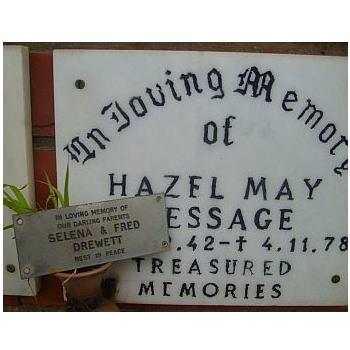 In Loving Memory
of
HAZEL MAY
ESSAGE
.42-† 4.11.78
TREASURED
MEMORIES
IN LOVING MEMORY OF
OUR DARLING PARENTS
SELENA & FRED
DREWETT
REST IN PEACE